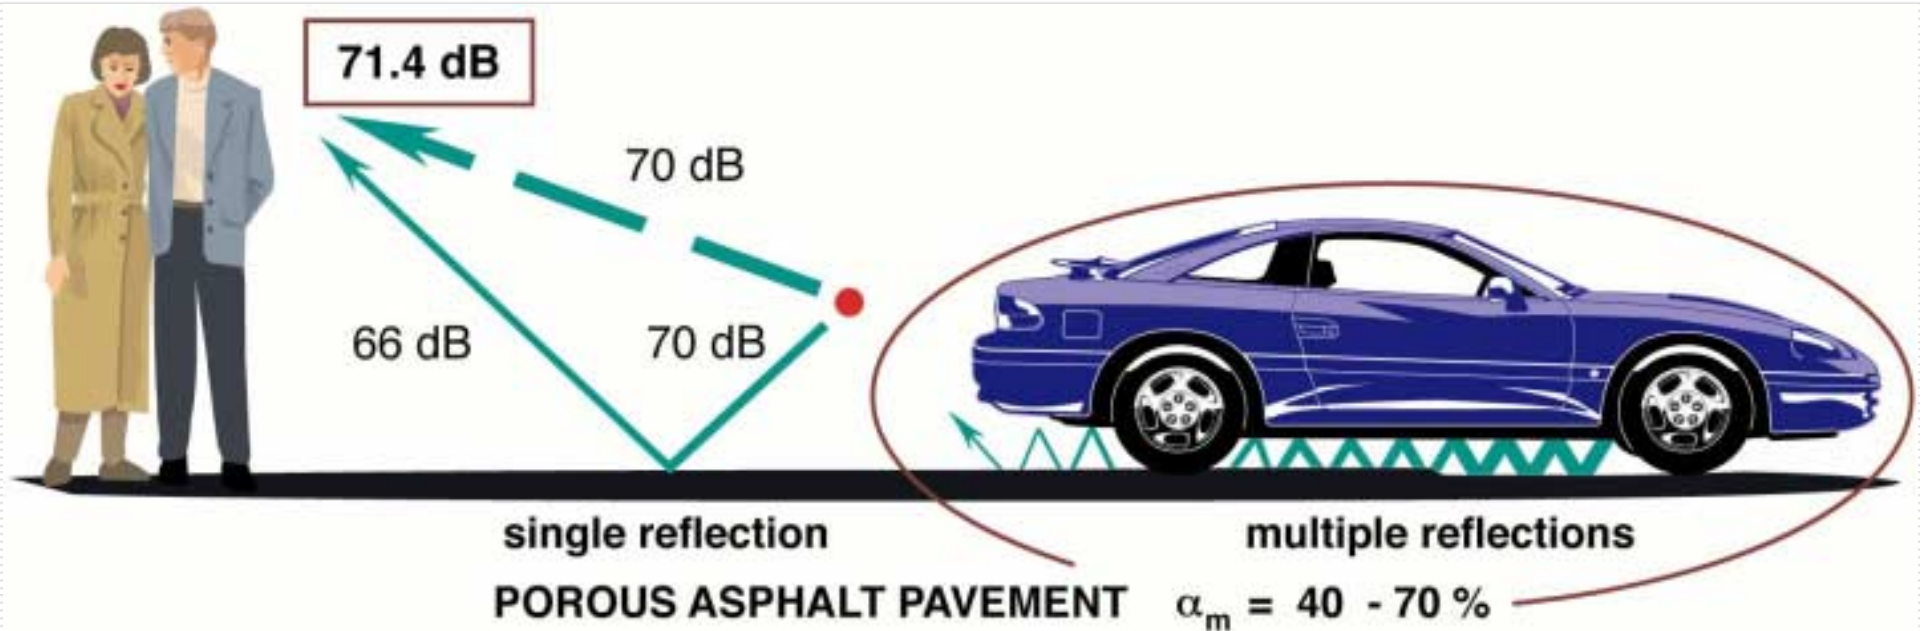 71.4 dB
70 dB
66 dB
70 dB
single reflection
multiple reflections
POROUS ASPHALT PAVEMENT αm = 40 - 70 %